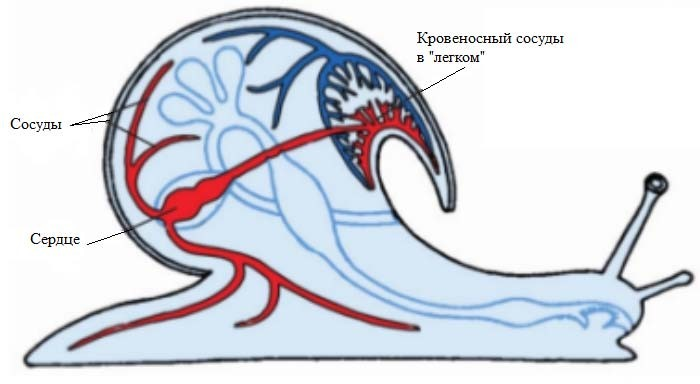 Кровеносный сосуды
в "легком"
Сосуды
Сердце